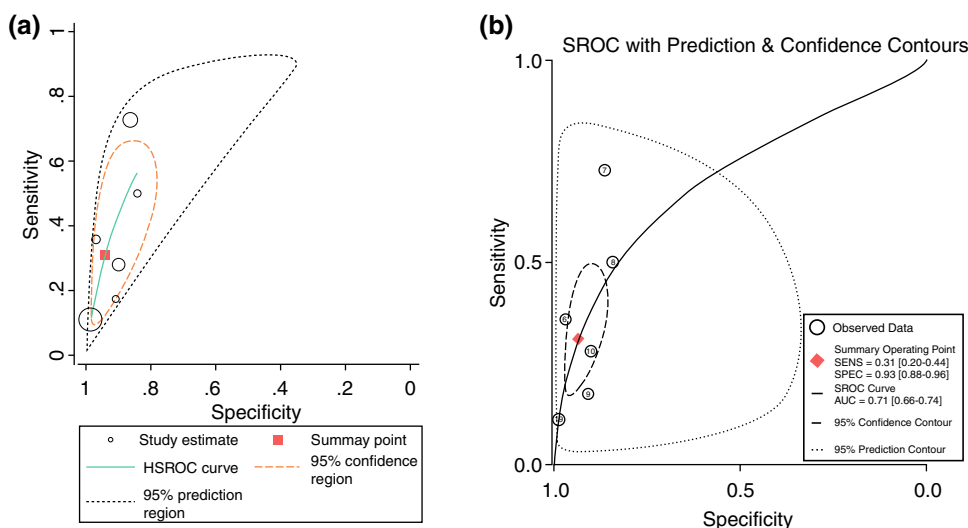 (a)
Sensitivity
1
.8
.6
.4
.2
0
1
.8
.6
.4
.2
0
Specificity
Study estimate
Summay point
HSROC curve
95% confidence
region
95% prediction
region
(b)
SROC with Prediction & Confidence Contours
Sensitivity
1.0
0.5
0.0
7
8
6
10
9
1.0
0.5
0.0
Specificity
Observed Data
Summary Operating Point
SENS = 0.31 [0.20-0.44]
SPEC = 0.93 [0.88-0.96]
SROC Curve
AUC = 0.71 [0.66-0.74]
95% Confidence Contour
95% Prediction Contour